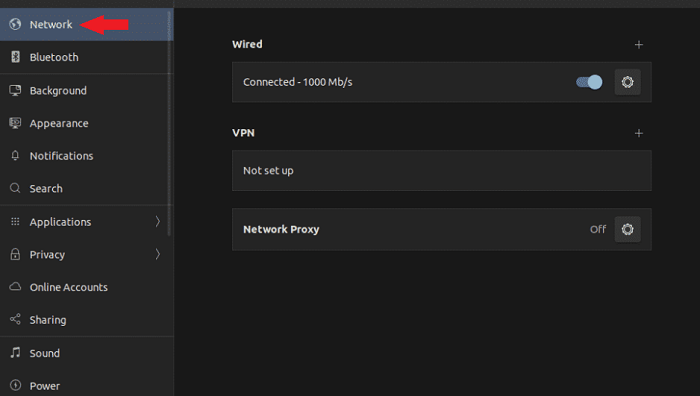 Network
Bluetooth
Background
Appearance
Notifications
Search
Applications
Privacy
Online Accounts
Sharing
Sound
Power
Wired
Connected - 1000 Mb/s
VPN
Not set up
Network Proxy Off